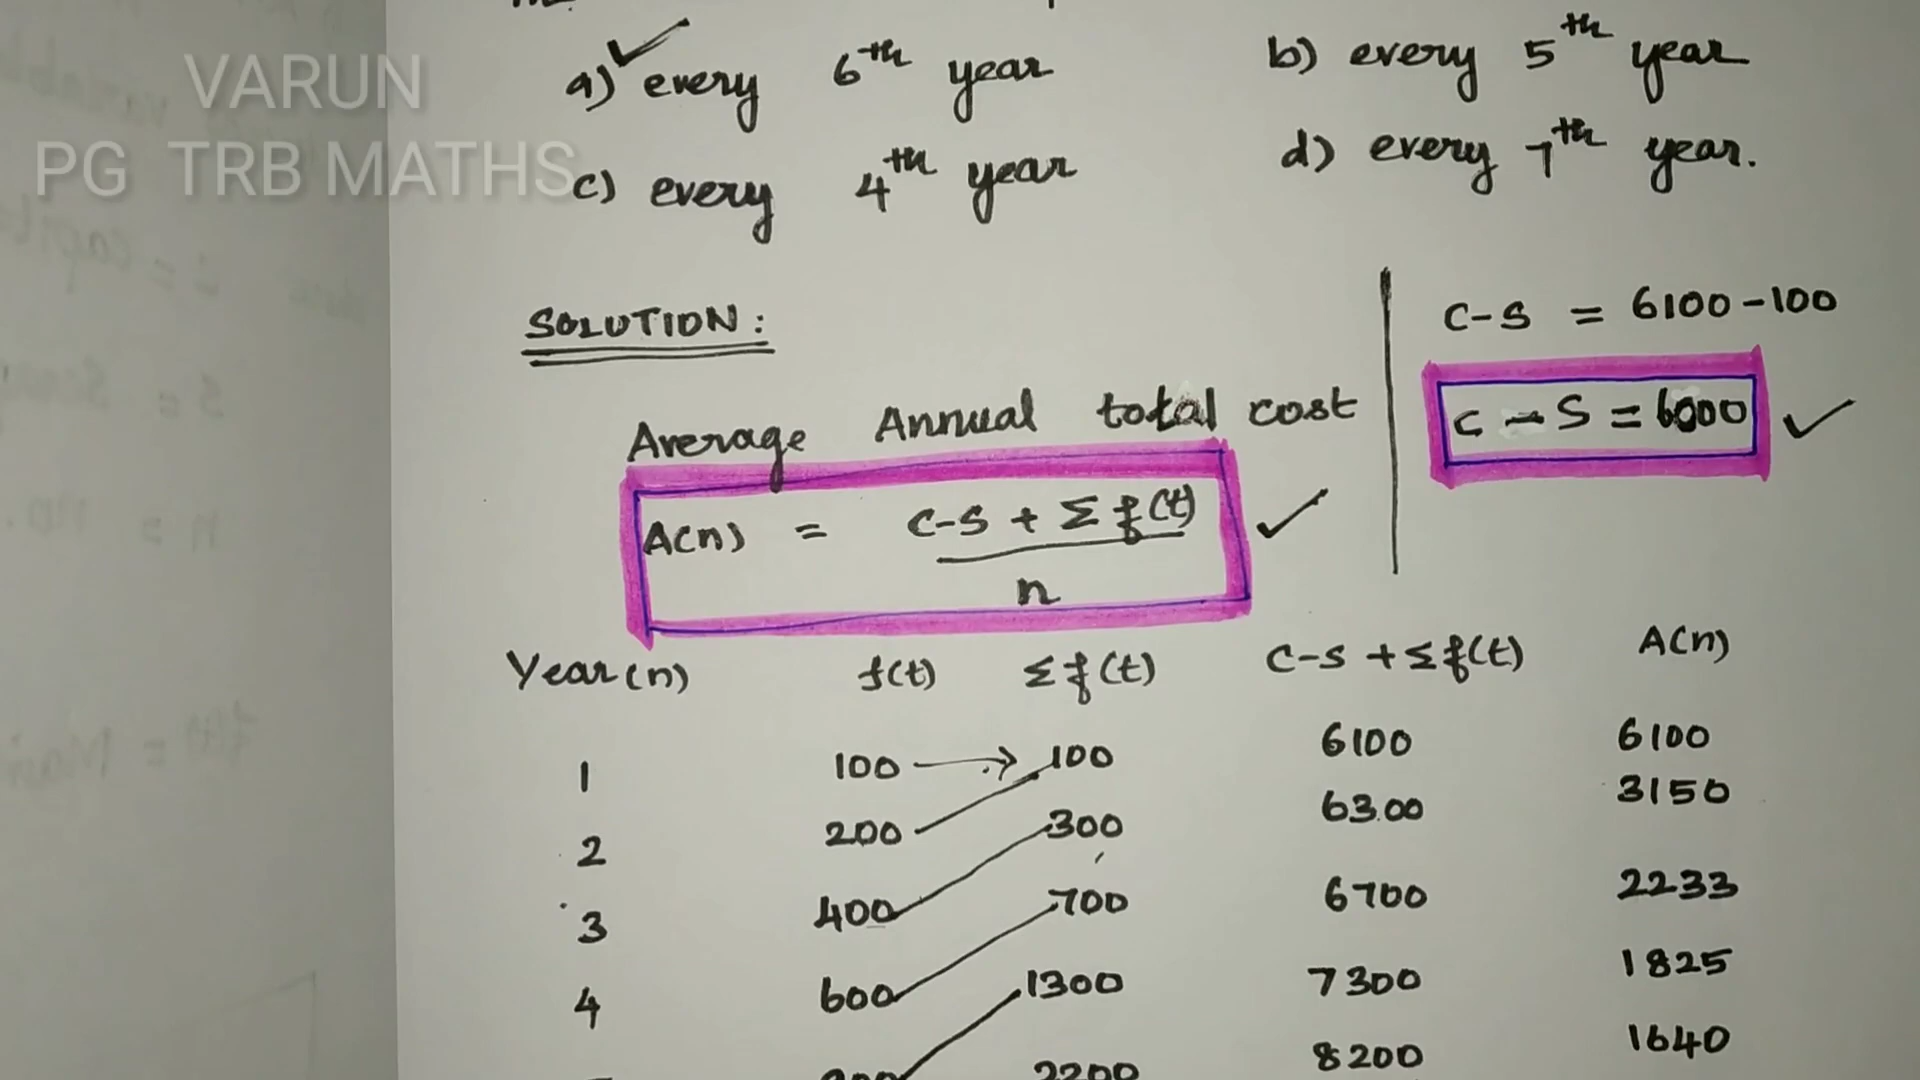 VARUN
PG TRB MATHS
a) every 6th year
b) every 5th year
c) every 4th year
d) every 7th year.
SOLUTION:
C-S = 6100-100
C-S = 6000
Average Annual total cost
A(n) = C-S + Σ f(t)
n
Year(n) f(t) Σf(t) C-S+Σf(t) A(n)
1 100 100 6100 6100
2 200 300 6300 3150
3 400 700 6700 2233
4 600 1300 7300 1825
2200 8200 1640